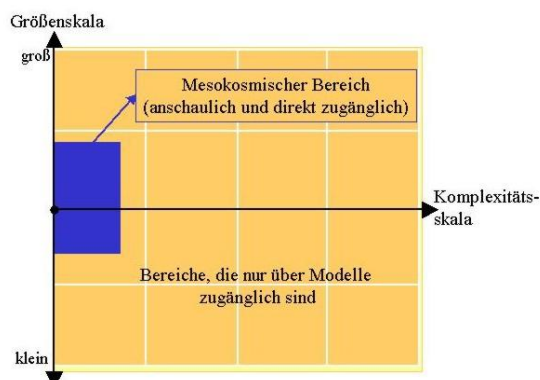 Größenskala
groß
Mesokosmischer Bereich
(anschaulich und direkt zugänglich)
Komplexitäts-
skala
Bereiche, die nur über Modelle
zugänglich sind
klein